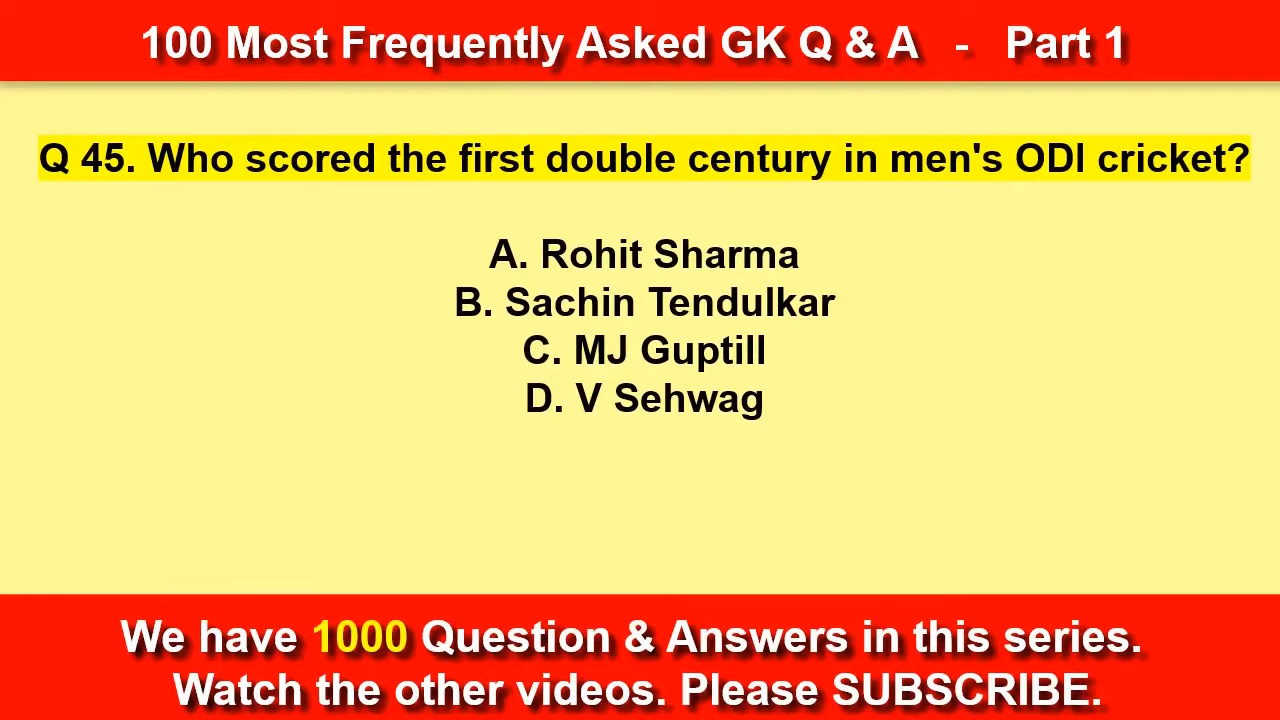 100 Most Frequently Asked GK Q & A - Part 1
Q 45. Who scored the first double century in men's ODI cricket?
A. Rohit Sharma
B. Sachin Tendulkar
C. MJ Guptill
D. V Sehwag
We have 1000 Question & Answers in this series.
Watch the other videos. Please SUBSCRIBE.